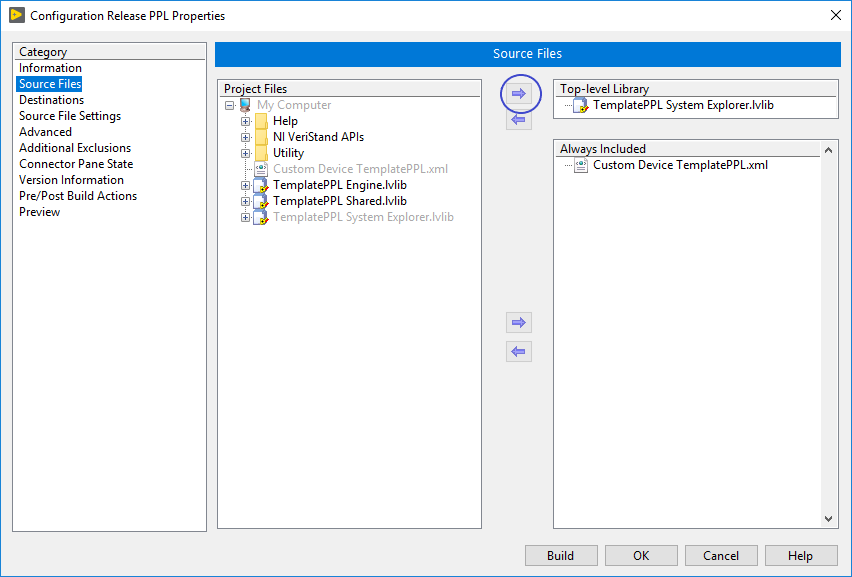 Configuration Release PPL Properties
Category
Information
Source Files
Destinations
Source File Settings
Advanced
Additional Exclusions
Connector Pane State
Version Information
Pre/Post Build Actions
Preview
Source Files
Project Files
My Computer
Help
NI VeriStand APIs
Utility
Custom Device TemplatePPL.xml
TemplatePPL Engine.lvlib
TemplatePPL Shared.lvlib
TemplatePPL System Explorer.lvlib
Top-level Library
TemplatePPL System Explorer.lvlib
Always Included
Custom Device TemplatePPL.xml
Build
OK
Cancel
Help